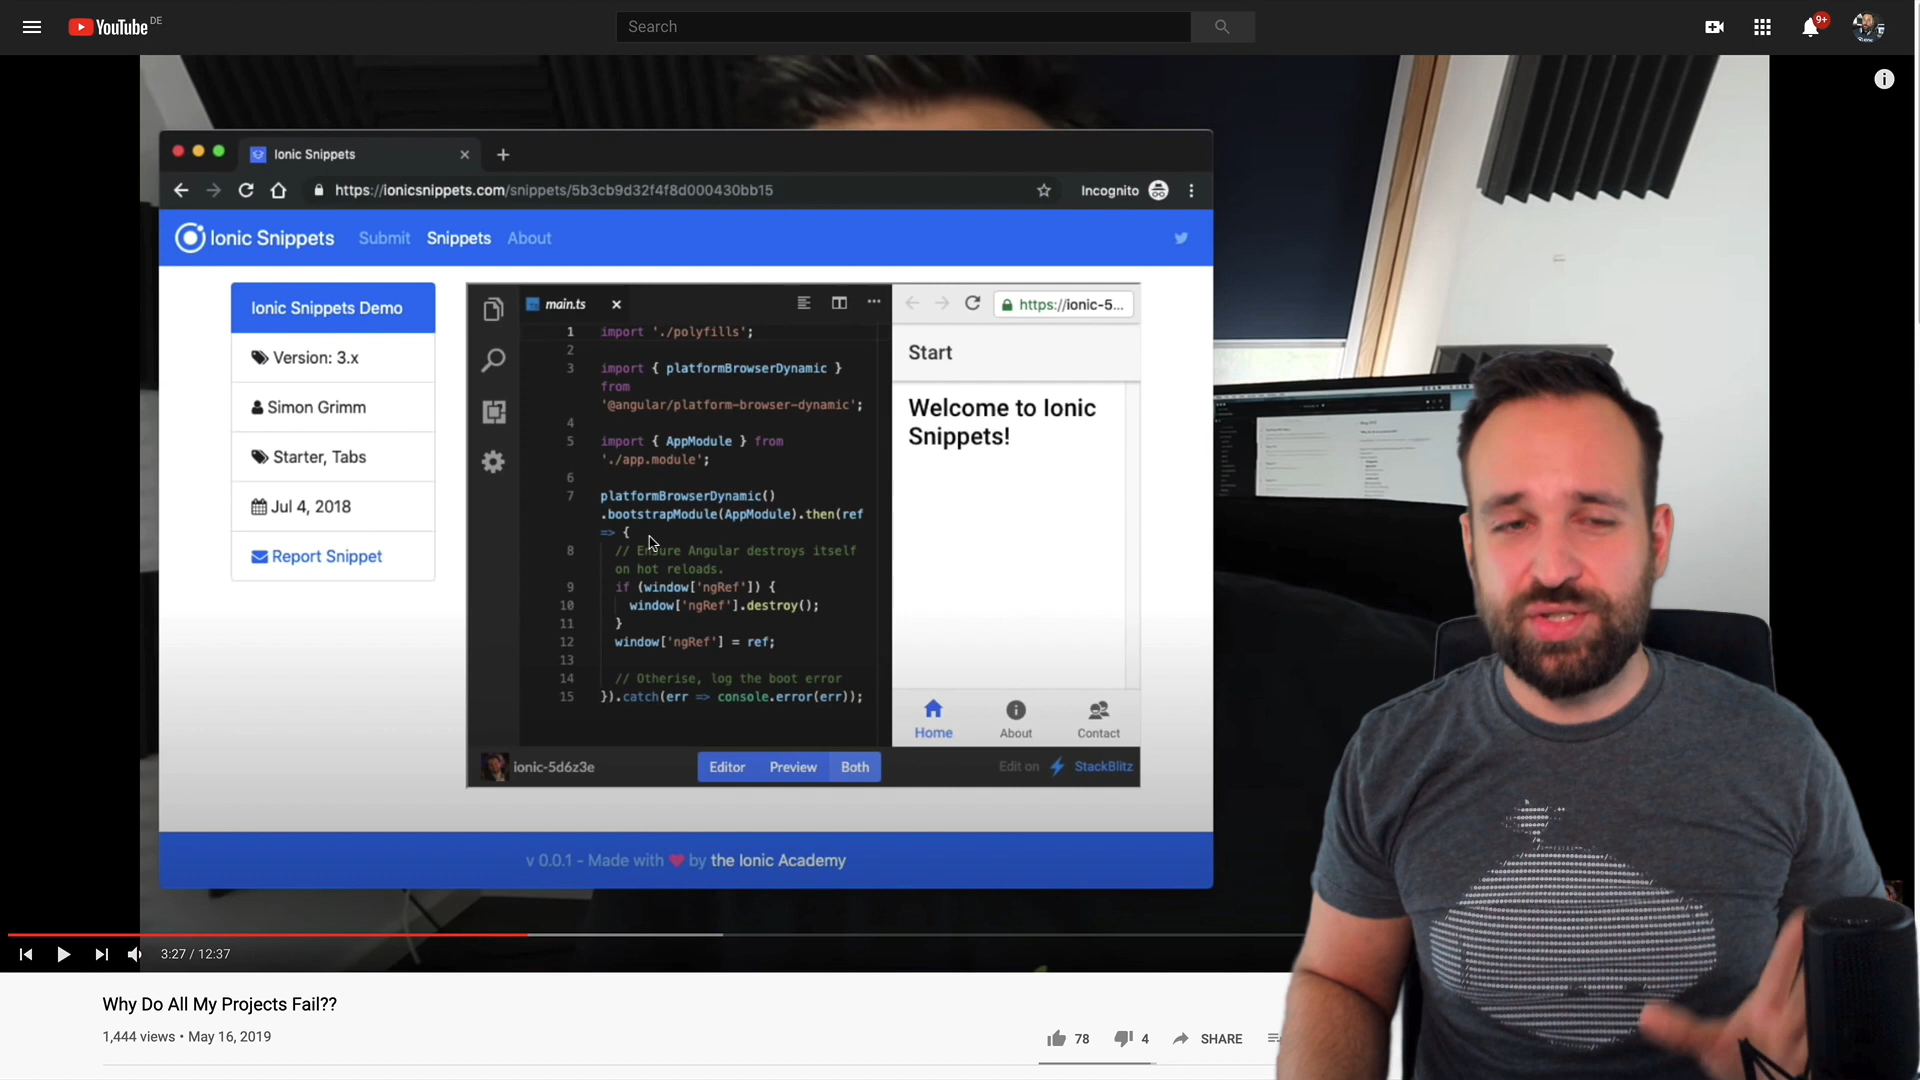 YouTube DE
Search
9+
Ionic Snippets
https://ionicsnippets.com/snippets/5b3cb9d32f4f8d000430bb15
Incognito
Ionic Snippets Submit Snippets About
Ionic Snippets Demo
Version: 3.x
Simon Grimm
Starter, Tabs
Jul 4, 2018
Report Snippet
main.ts
1 import './polyfills';
2
3 import { platformBrowserDynamic }
from
'@angular/platform-browser-dynamic';
4
5 import { AppModule } from
'./app.module';
6
7 platformBrowserDynamic()
.bootstrapModule(AppModule).then(ref
=> {
8 // Ensure Angular destroys itself
on hot reloads.
9 if (window['ngRef']) {
10 window['ngRef'].destroy();
11 }
12 window['ngRef'] = ref;
13
14 // Otherise, log the boot error
15 }).catch(err => console.error(err));
https://ionic-5...
Start
Welcome to Ionic
Snippets!
Home About Contact
ionic-5d6z3e
Editor Preview Both
Edit on StackBlitz
v 0.0.1 - Made with ❤ by the Ionic Academy
3:27 / 12:37
Why Do All My Projects Fail??
1,444 views • May 16, 2019
78 4 SHARE